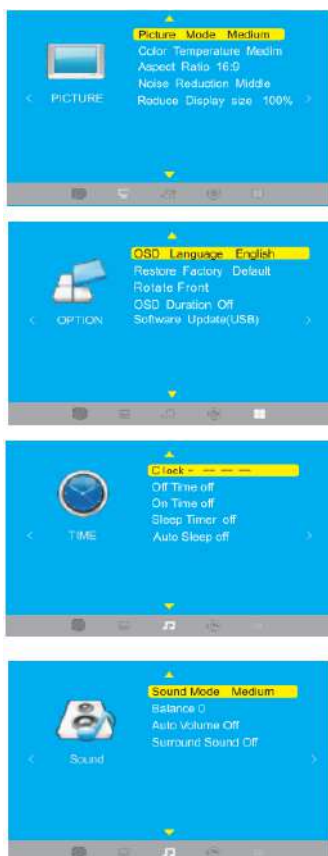 Picture Mode Medium
Color Temperature Medim
Aspect Ratio 16:9
Noise Reduction Middle
Reduce Display size 100%
< PICTURE >
OSD Language English
Restore Factory Default
Rotate Front
OSD Duration Off
Software Update(USB)
< OPTION >
Clock - -- -- --
Off Time off
On Time off
Sleep Timer off
Auto Sleep off
< TIME >
Sound Mode Medium
Balance 0
Auto Volume Off
Surround Sound Off
< Sound >